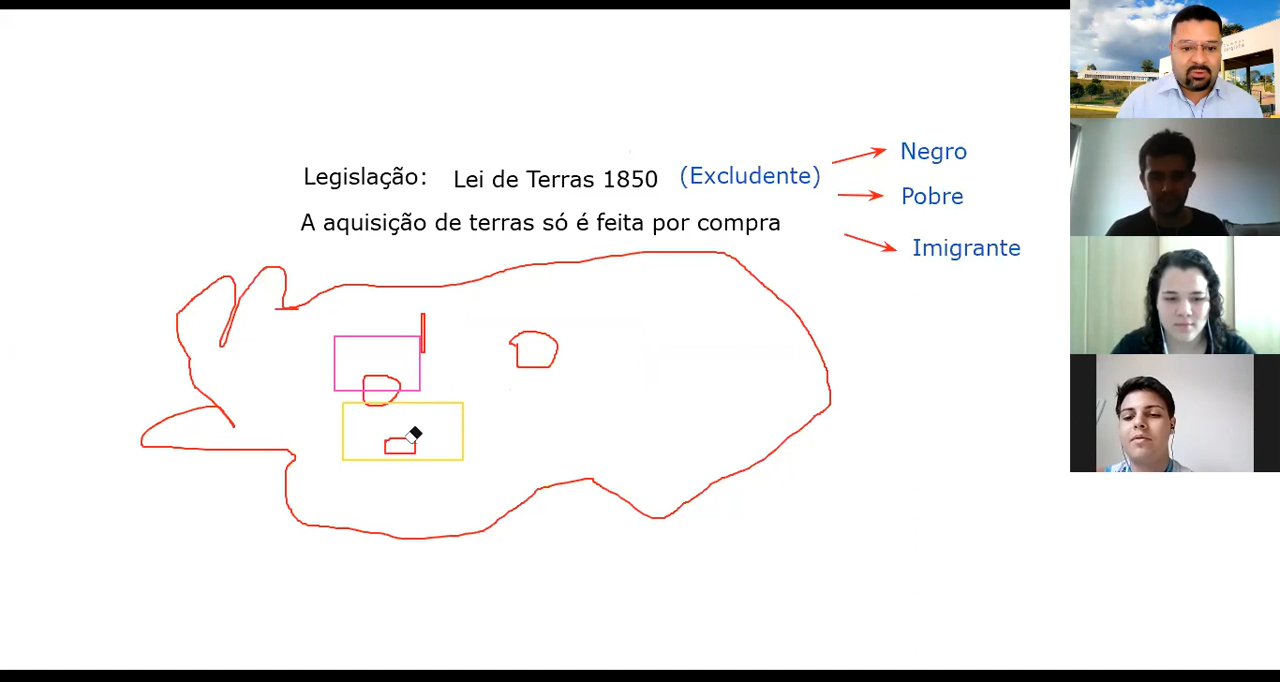 Legislação: Lei de Terras 1850 (Excludente)
A aquisição de terras só é feita por compra
Negro
Pobre
Imigrante